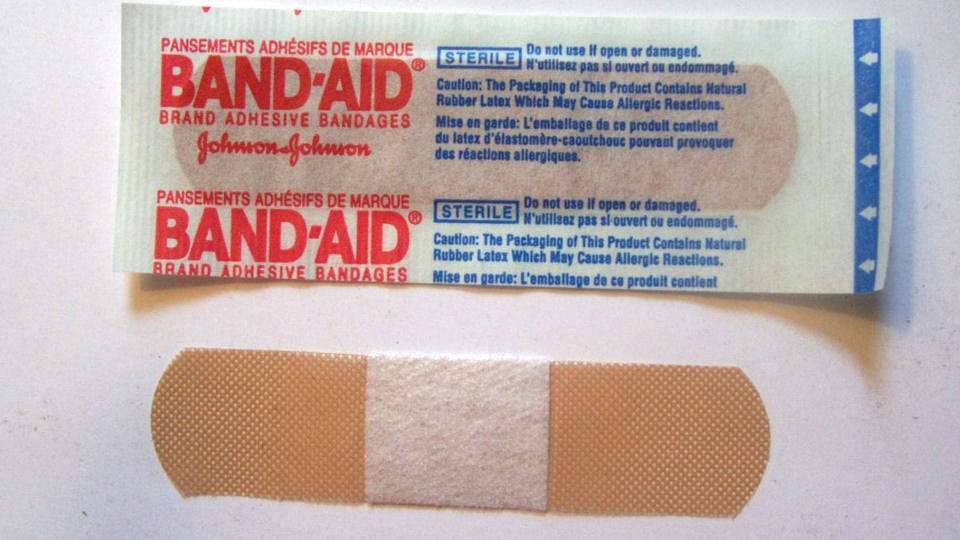 PANSEMENTS ADHÉSIFS DE MARQUE
BAND-AID®
BRAND ADHESIVE BANDAGES
Johnson & Johnson
STERILE
Do not use if open or damaged.
N'utilisez pas si ouvert ou endommagé.
Caution: The Packaging of This Product Contains Natural
Rubber Latex Which May Cause Allergic Reactions.
Mise en garde: L'emballage de ce produit contient
du latex d'élastomère-caoutchouc pouvant provoquer
des réactions allergiques.
PANSEMENTS ADHÉSIFS DE MARQUE
BAND-AID®
BRAND ADHESIVE BANDAGES
STERILE
Do not use if open or damaged.
N'utilisez pas si ouvert ou endommagé.
Caution: The Packaging of This Product Contains Natural
Rubber Latex Which May Cause Allergic Reactions.
Mise en garde: L'emballage de ce produit contient